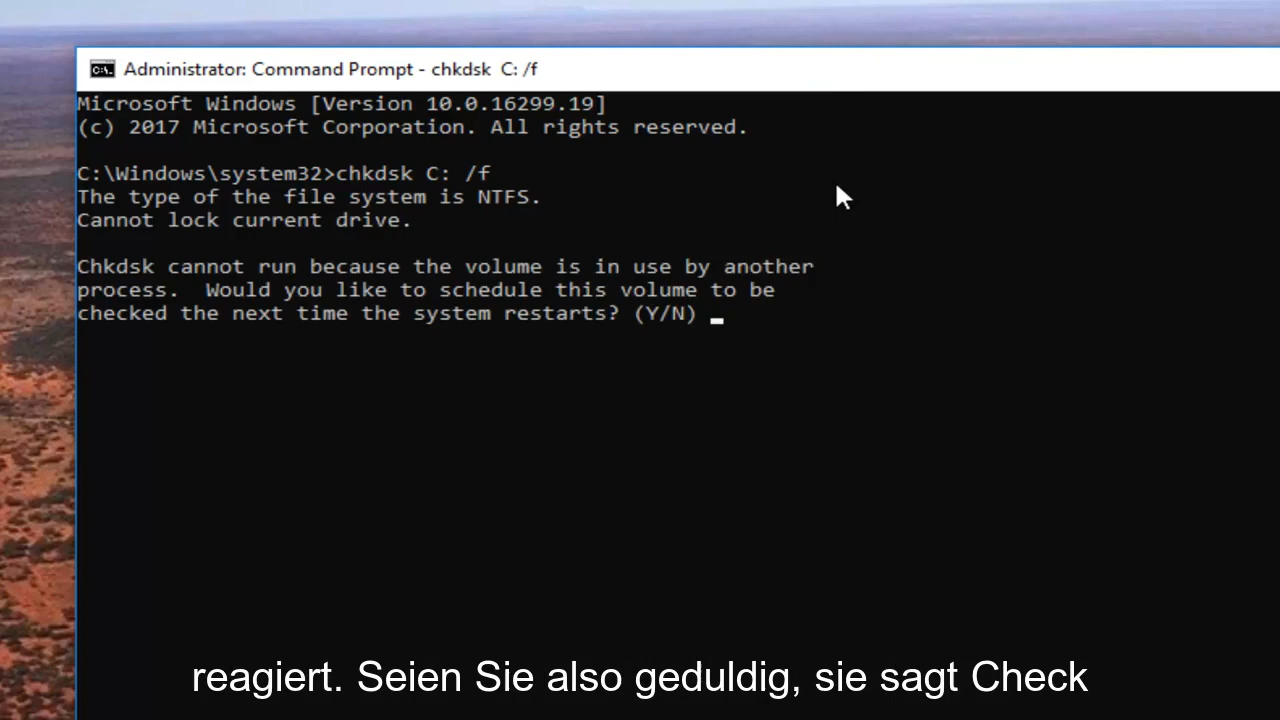 Administrator: Command Prompt - chkdsk C: /f
Microsoft Windows [Version 10.0.16299.19]
(c) 2017 Microsoft Corporation. All rights reserved.
C:\Windows\system32>chkdsk C: /f
The type of the file system is NTFS.
Cannot lock current drive.
Chkdsk cannot run because the volume is in use by another
process.  Would you like to schedule this volume to be
checked the next time the system restarts? (Y/N) _
reagiert. Seien Sie also geduldig, sie sagt Check